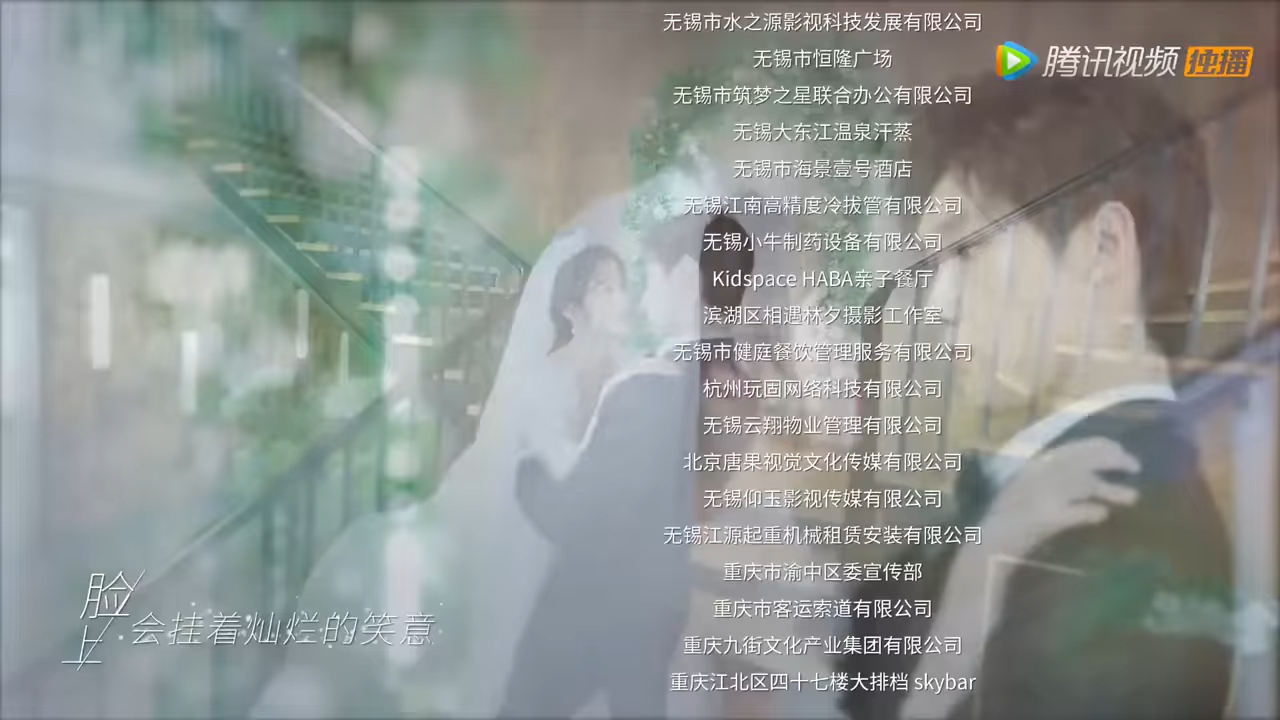 无锡市水之源影视科技发展有限公司
无锡市恒隆广场
腾讯视频 独播
无锡市筑梦之星联合办公有限公司
无锡大东江温泉汗蒸
无锡市海景壹号酒店
无锡江南高精度冷拔管有限公司
无锡小牛制药设备有限公司
Kidspace HABA亲子餐厅
滨湖区相遇林夕摄影工作室
无锡市健庭餐饮管理服务有限公司
杭州玩固网络科技有限公司
无锡云翔物业管理有限公司
北京唐果视觉文化传媒有限公司
无锡仰玉影视传媒有限公司
无锡江源起重机械租赁安装有限公司
重庆市渝中区委宣传部
重庆市客运索道有限公司
重庆九街文化产业集团有限公司
重庆江北区四十七楼大排档 skybar
脸上会挂着灿烂的笑意